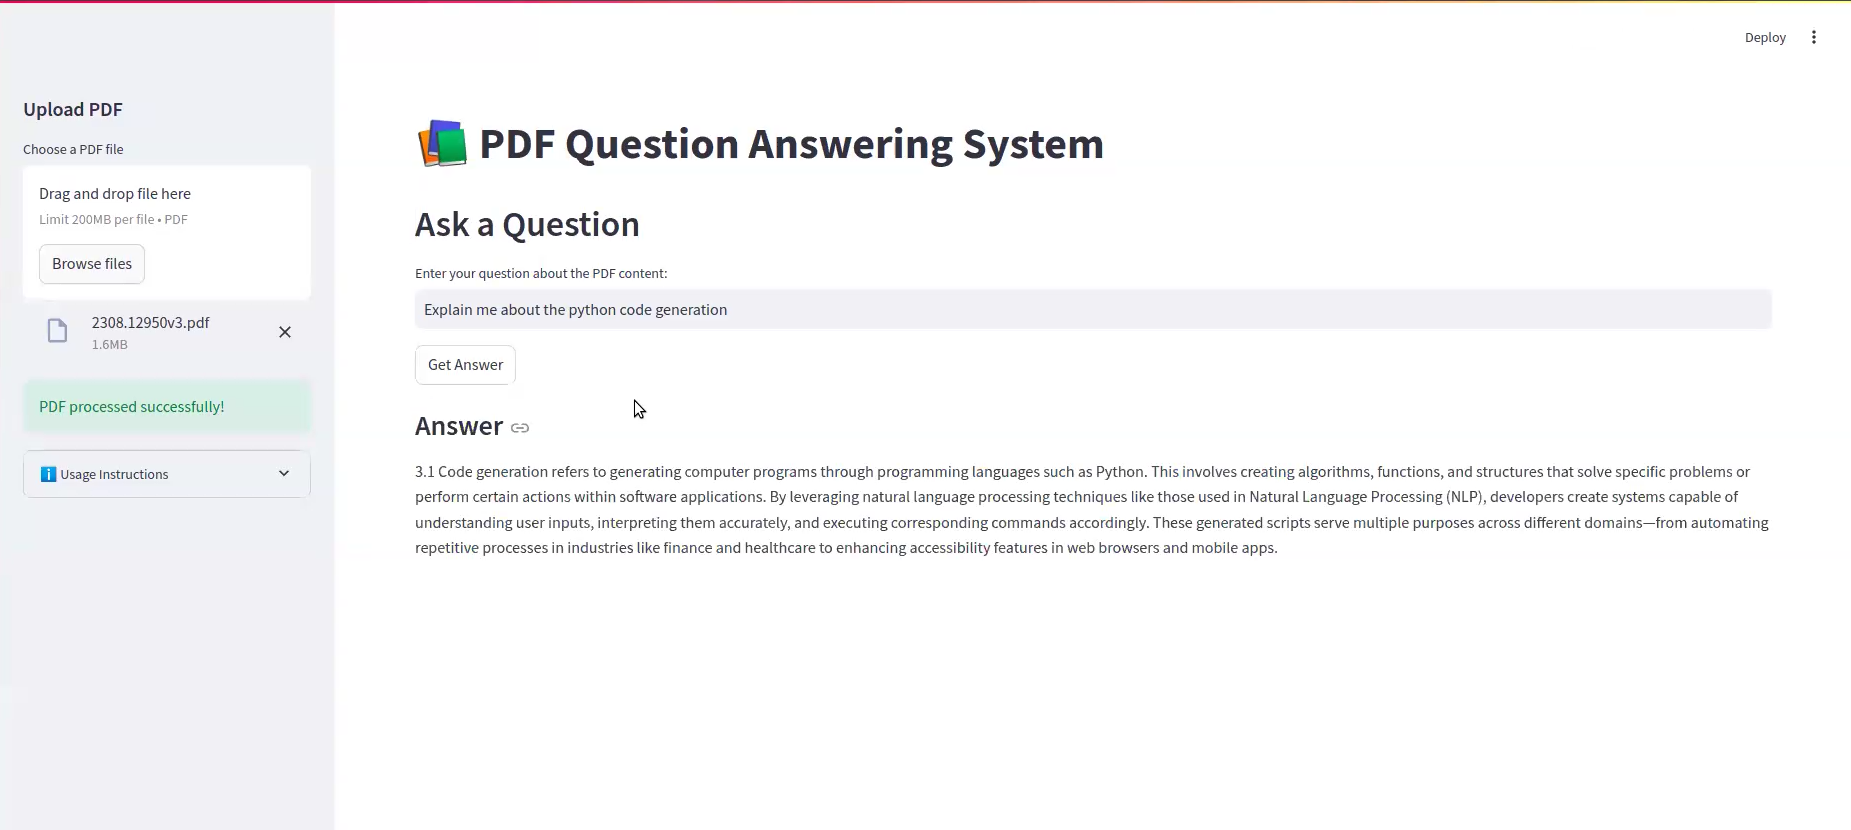 Deploy
Upload PDF
Choose a PDF file
Drag and drop file here
Limit 200MB per file • PDF
Browse files
2308.12950v3.pdf
1.6MB
PDF processed successfully!
Usage Instructions
PDF Question Answering System
Ask a Question
Enter your question about the PDF content:
Explain me about the python code generation
Get Answer
Answer
3.1 Code generation refers to generating computer programs through programming languages such as Python. This involves creating algorithms, functions, and structures that solve specific problems or
perform certain actions within software applications. By leveraging natural language processing techniques like those used in Natural Language Processing (NLP), developers create systems capable of
understanding user inputs, interpreting them accurately, and executing corresponding commands accordingly. These generated scripts serve multiple purposes across different domains—from automating
repetitive processes in industries like finance and healthcare to enhancing accessibility features in web browsers and mobile apps.